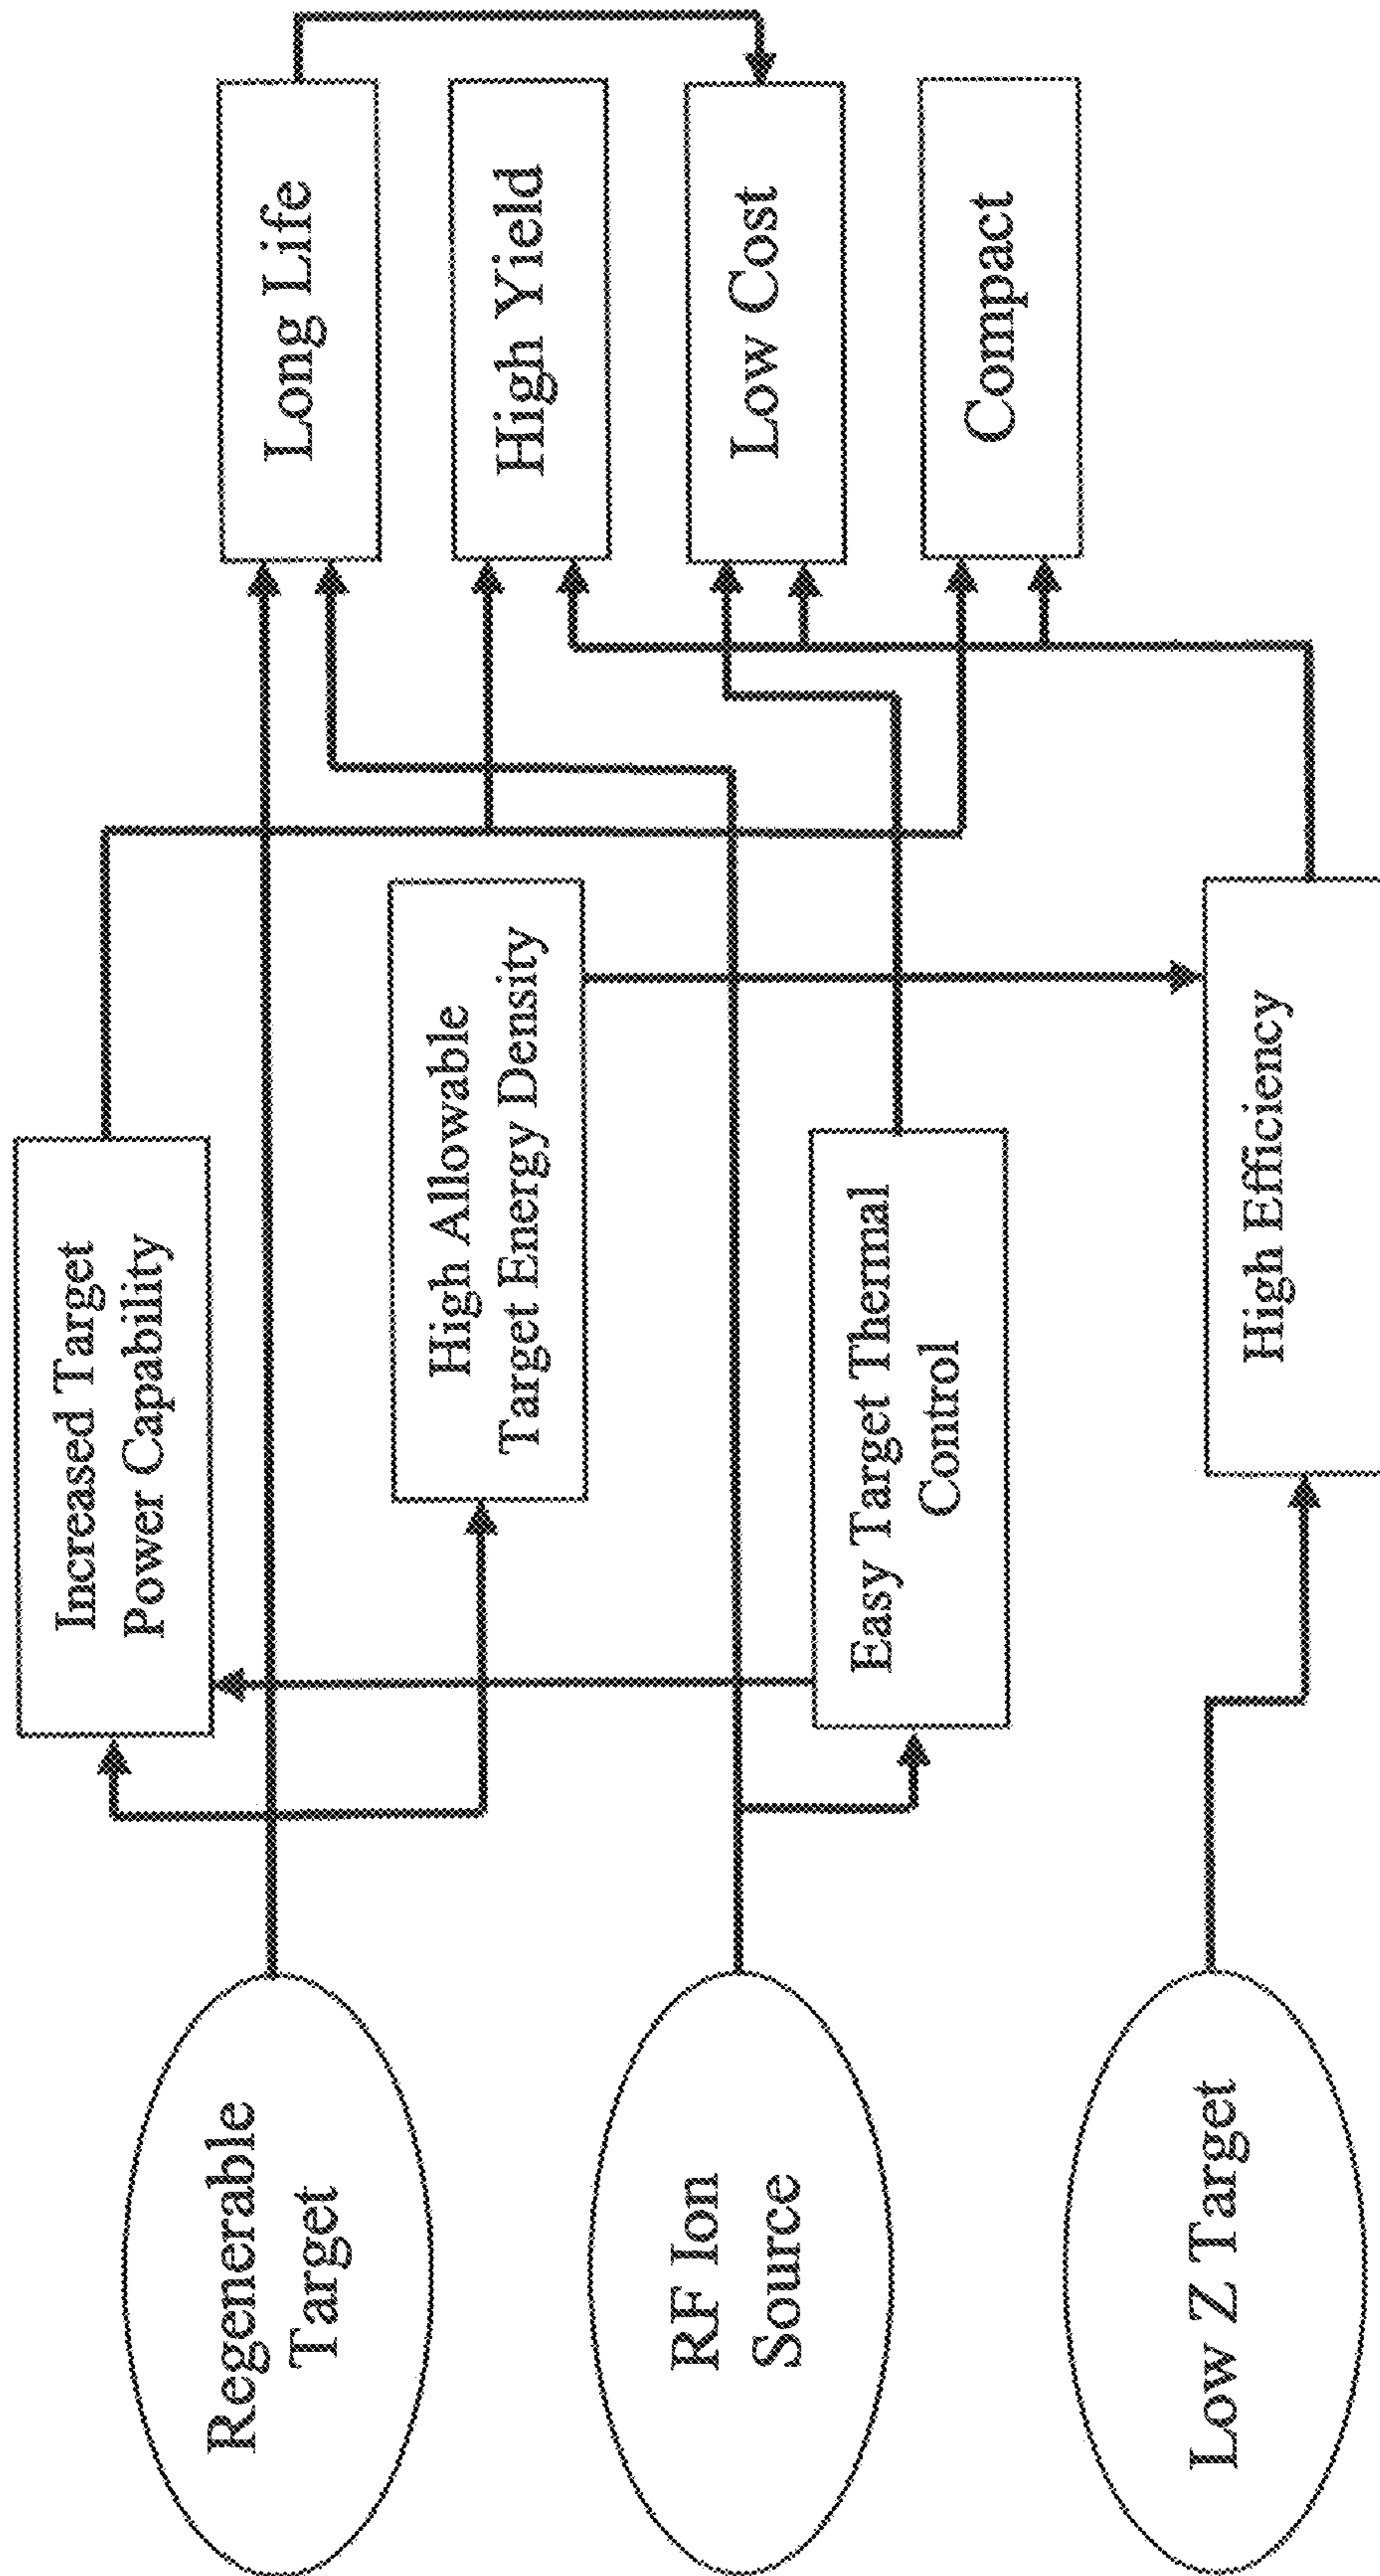 Regenerable
Target
RF Ion
Source
Low Z Target
Increased Target
Power Capability
High Allowable
Target Energy Density
Easy Target Thermal
Control
High Efficiency
Long Life
High Yield
Low Cost
Compact